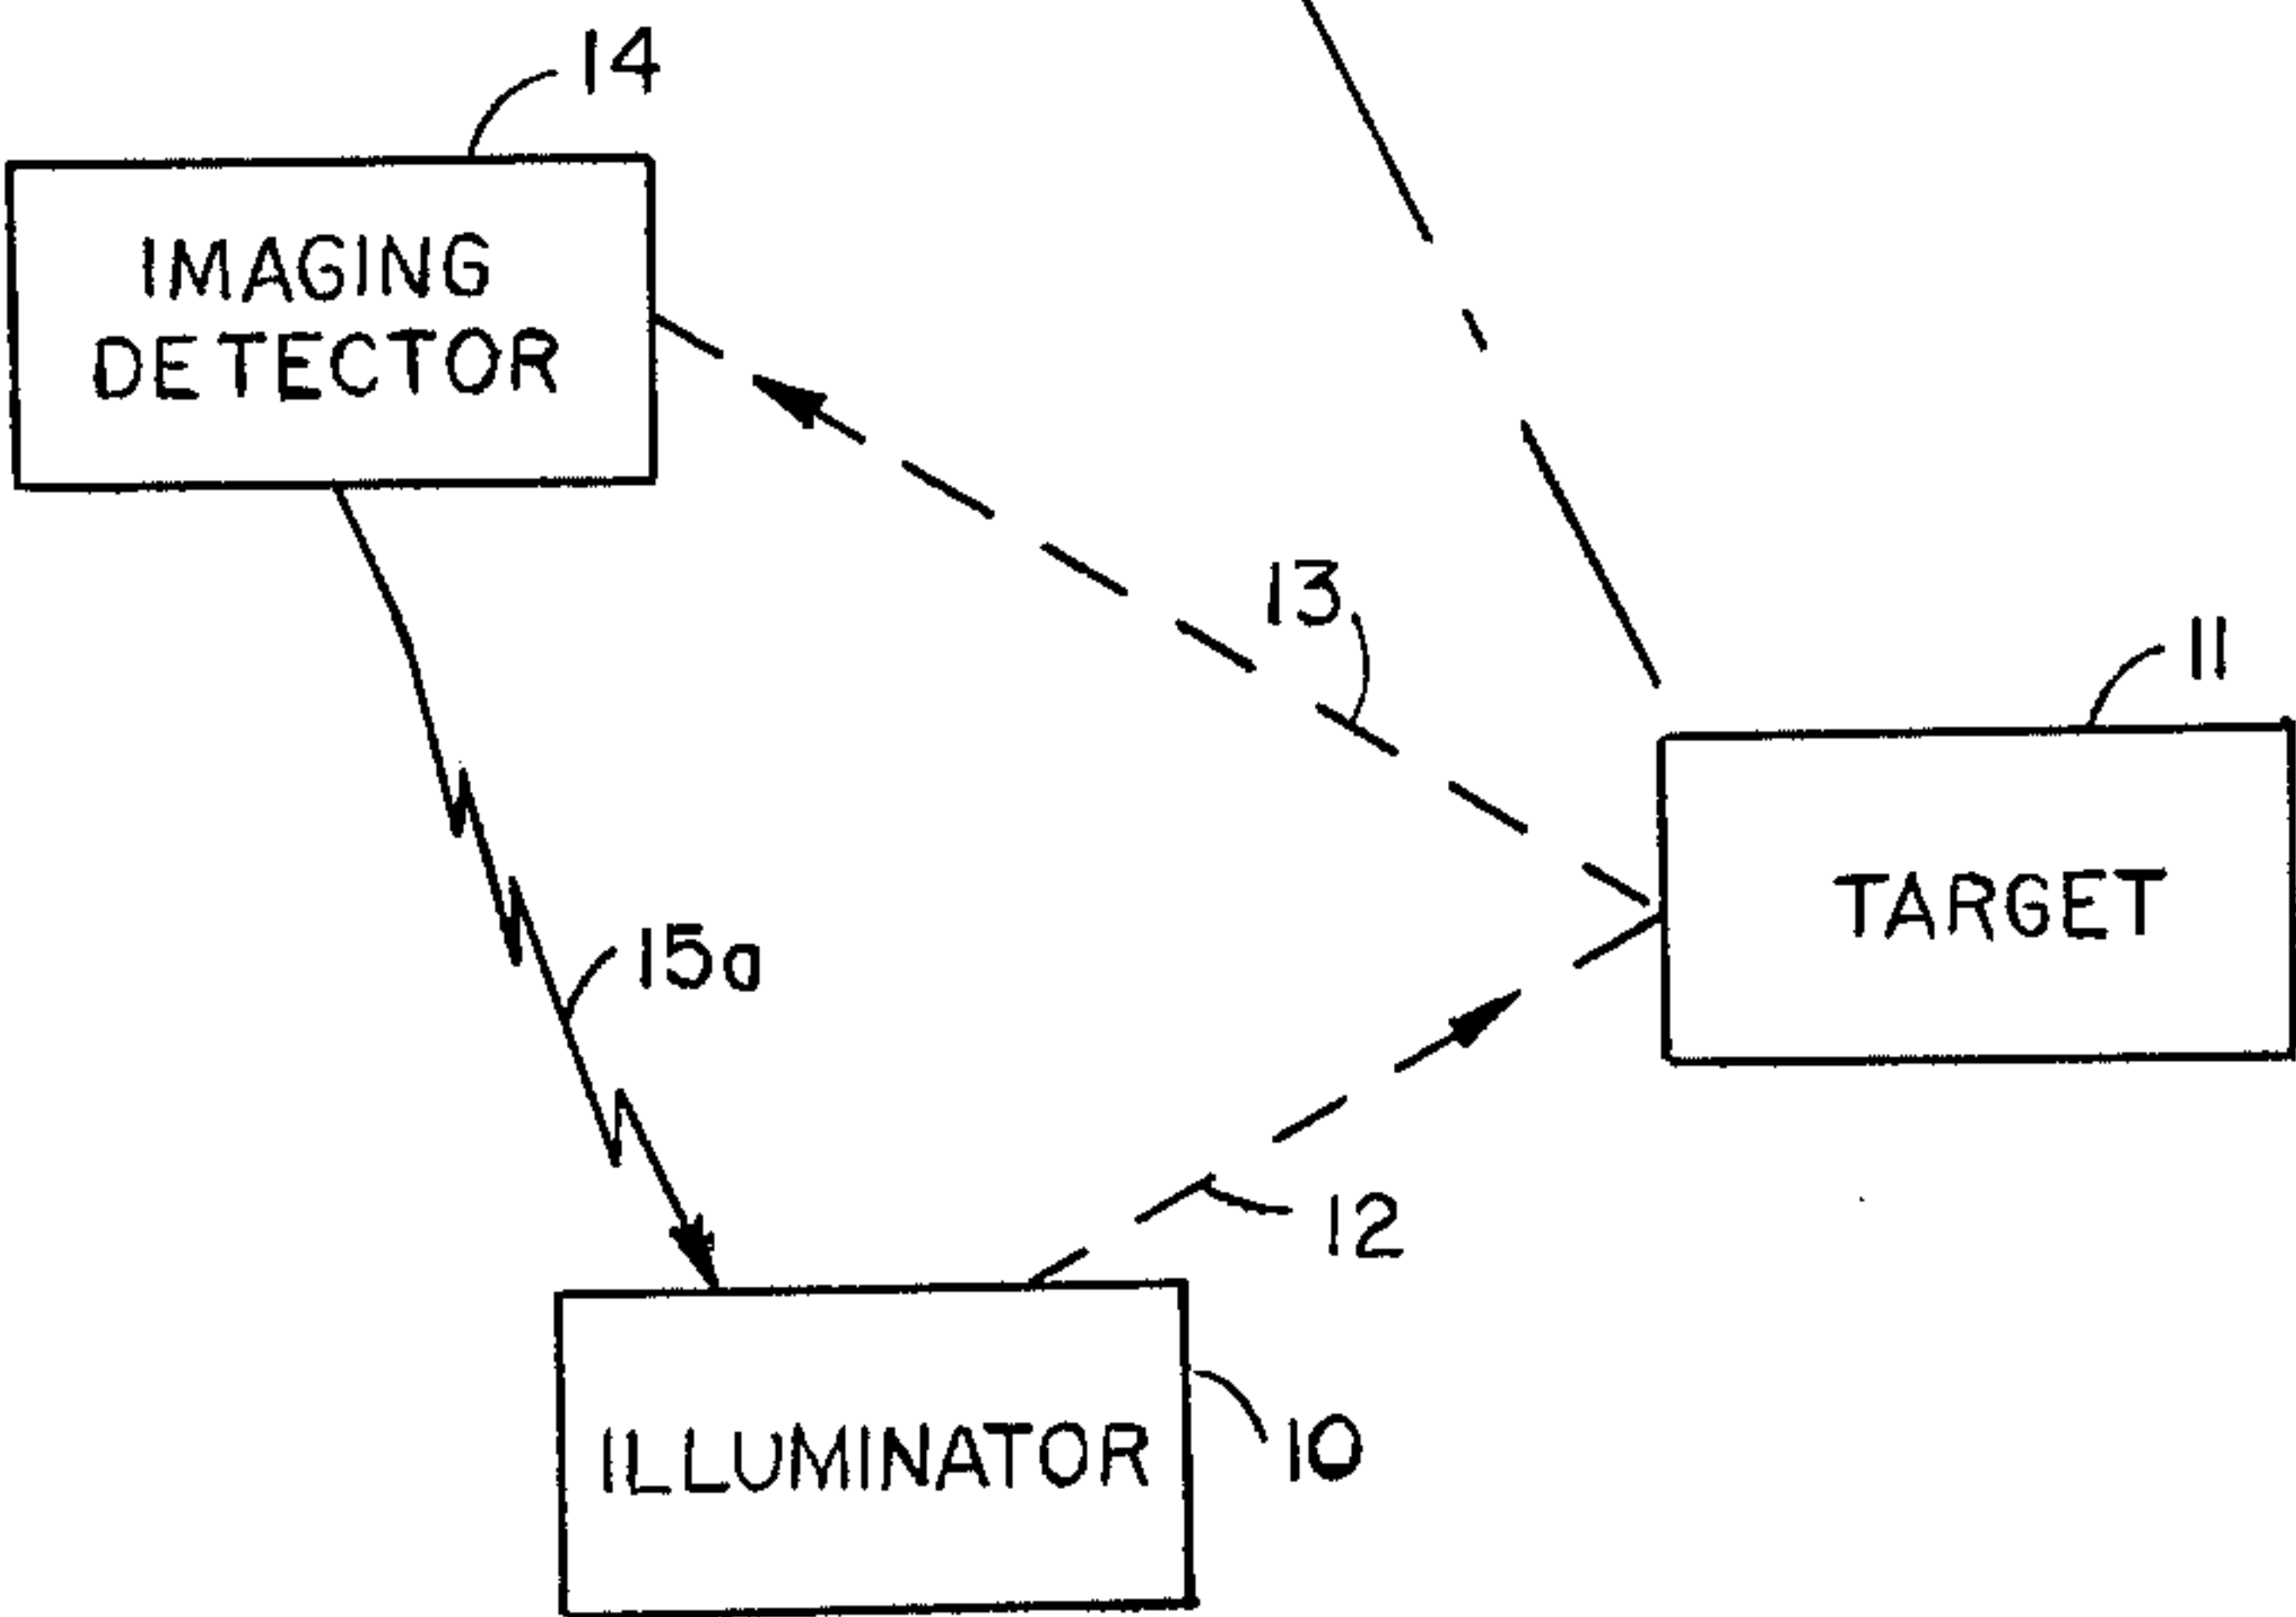 14
IMAGING
DETECTOR
13
11
TARGET
15a
12
ILLUMINATOR
10